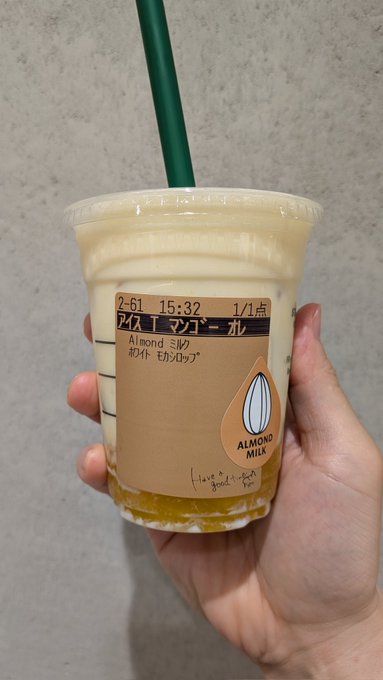 2-61 15:32 1/1点
アイス T マンゴー オレ
Almond ミルク
ホワイト モカシロップ
ALMOND
MILK
Have a
good time